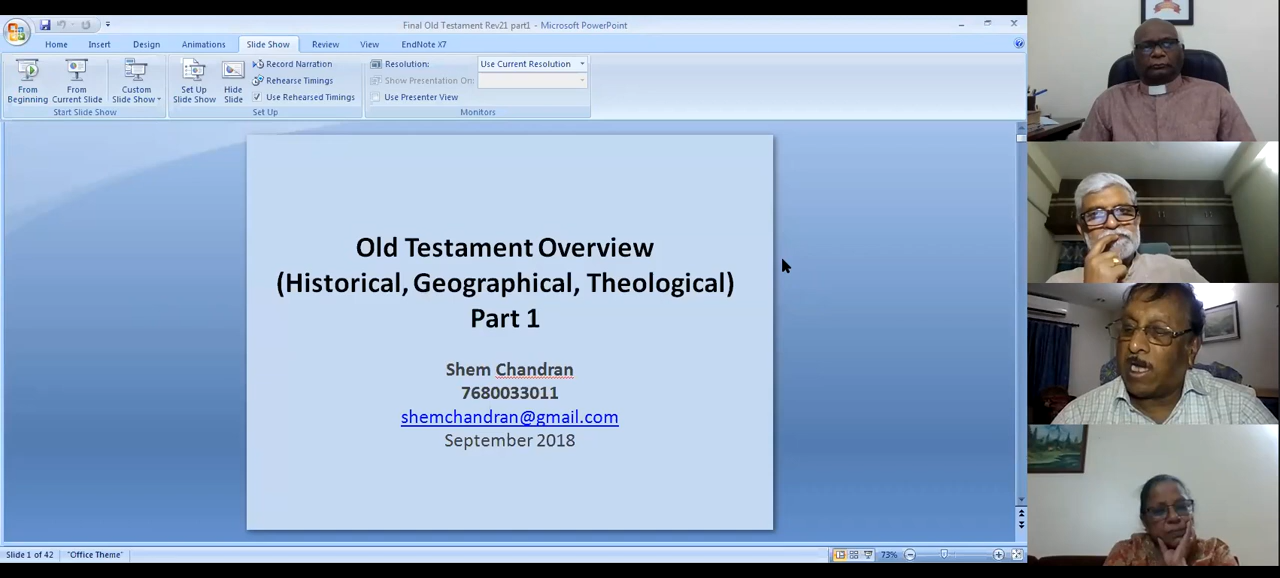 Final Old Testament Rev21 part1 - Microsoft PowerPoint
Home Insert Design Animations Slide Show Review View EndNote X7
From Beginning
From Current Slide
Custom Slide Show
Start Slide Show
Set Up Slide Show
Hide Slide
Record Narration
Rehearse Timings
Use Rehearsed Timings
Set Up
Resolution: Use Current Resolution
Show Presentation On:
Use Presenter View
Monitors
Old Testament Overview
(Historical, Geographical, Theological)
Part 1
Shem Chandran
7680033011
shemchandran@gmail.com
September 2018
Slide 1 of 42 "Office Theme" 73%